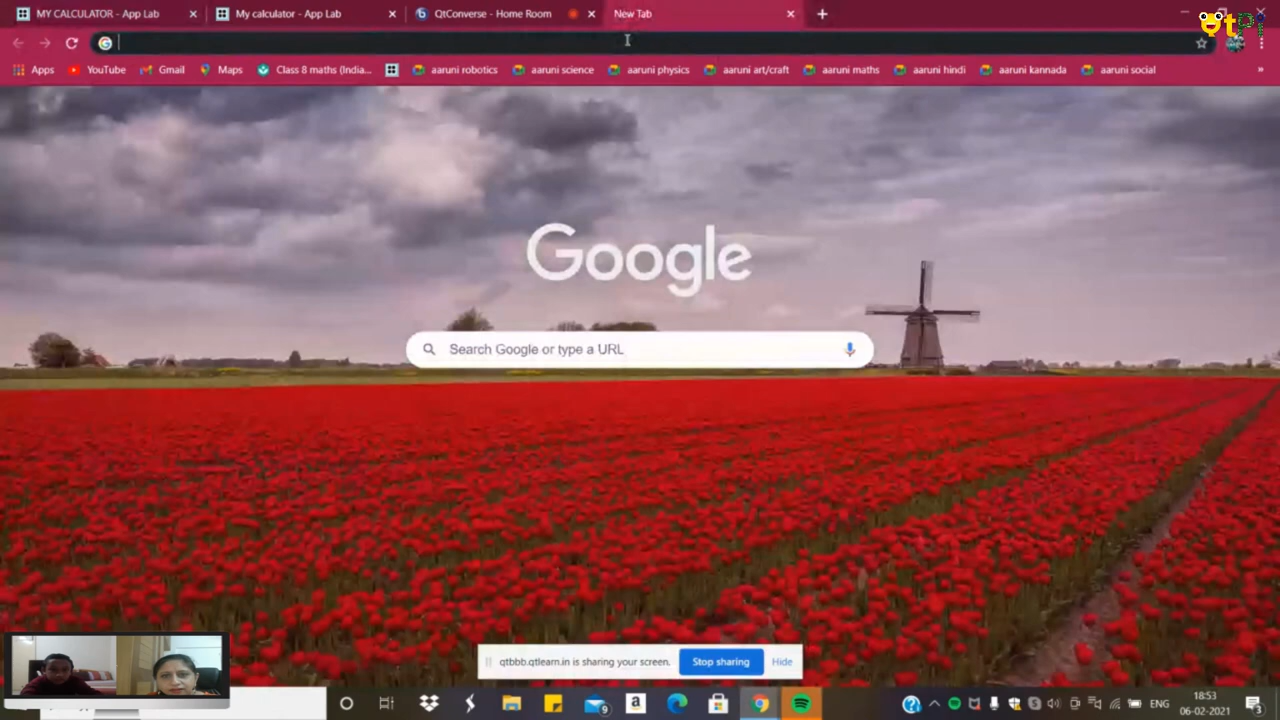 MY CALCULATOR - App Lab
My calculator - App Lab
QtConverse - Home Room
New Tab
QtPi
Apps
YouTube
Gmail
Maps
Class 8 maths (India...
aaruni robotics
aaruni science
aaruni physics
aaruni art/craft
aaruni maths
aaruni hindi
aaruni kannada
aaruni social
»
Google
Search Google or type a URL
qtbbb.qtlearn.in is sharing your screen.
Stop sharing
Hide
9
ENG
18:53
06-02-2021
3